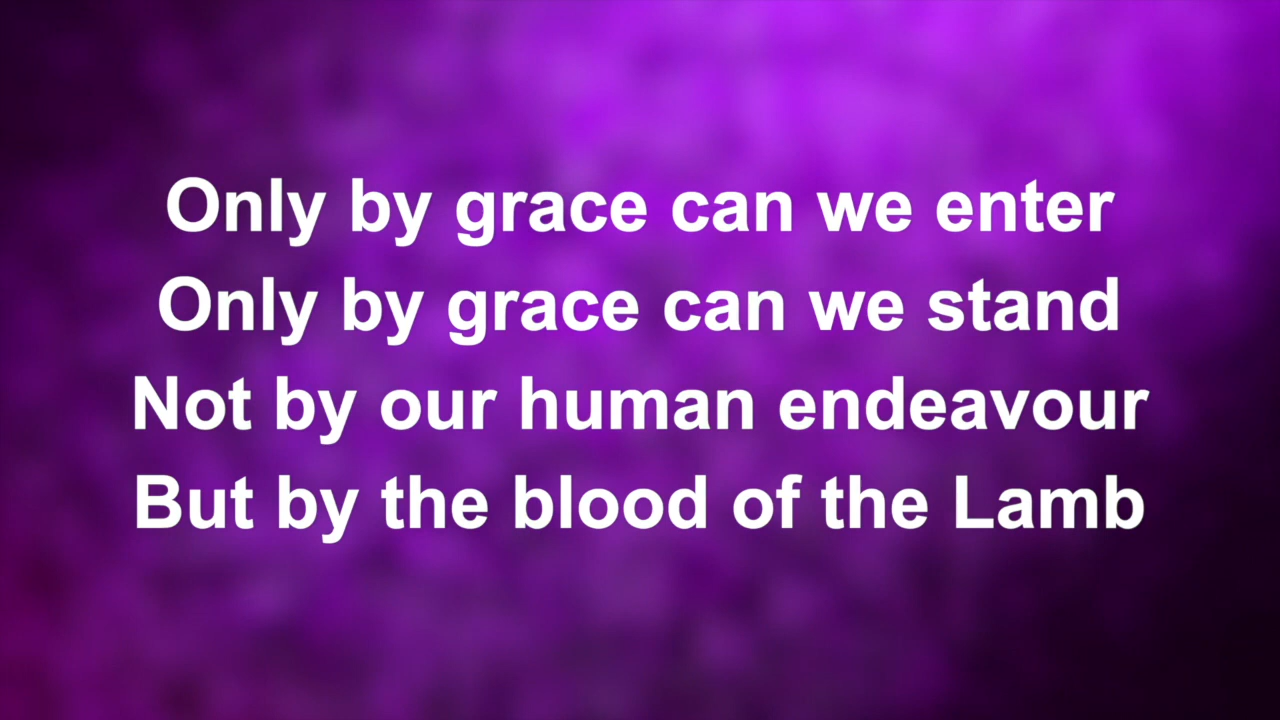 Only by grace can we enter
Only by grace can we stand
Not by our human endeavour
But by the blood of the Lamb